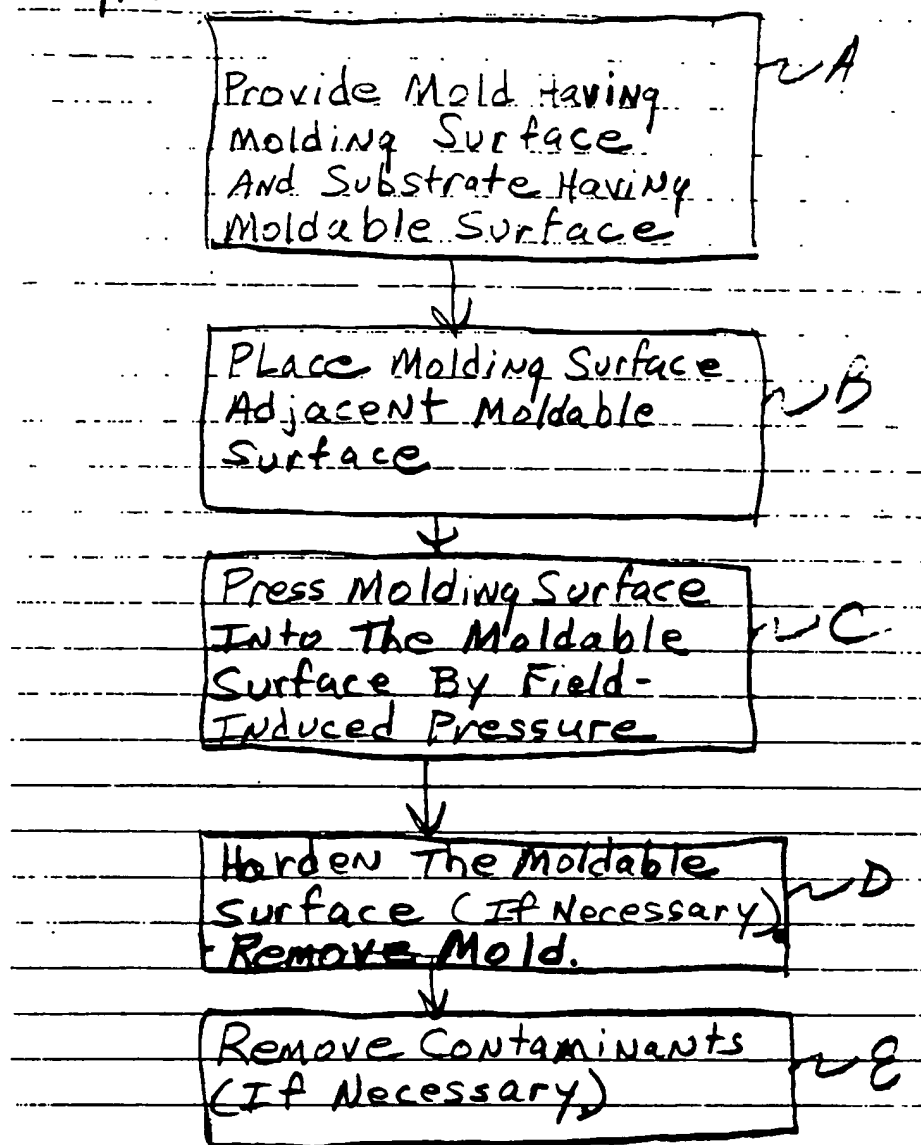 Provide Mold Having
Molding Surface
And Substrate Having
Moldable Surface
A
Place Molding Surface
Adjacent Moldable
Surface
B
Press Molding Surface
Into The Moldable
Surface By Field-
Induced Pressure
C
Harden The Moldable
Surface (If Necessary).
Remove Mold.
D
Remove Contaminants
(If Necessary)
E